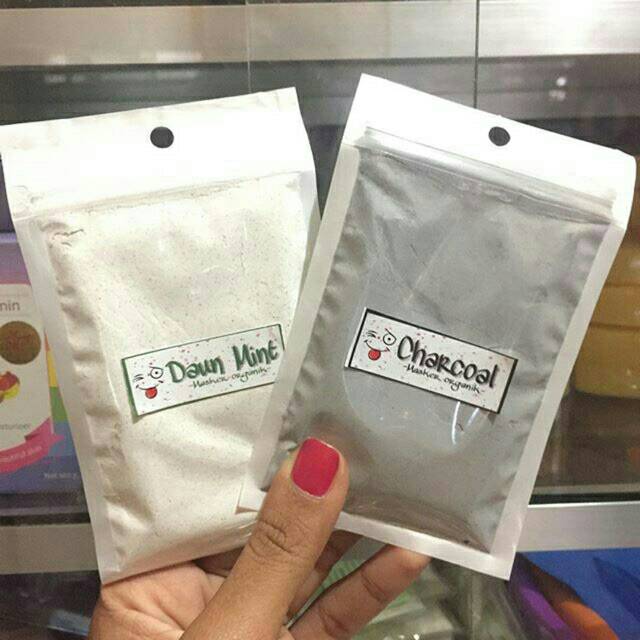 Daun Mint
-Masker organik-
Charcoal
-Masker organik-